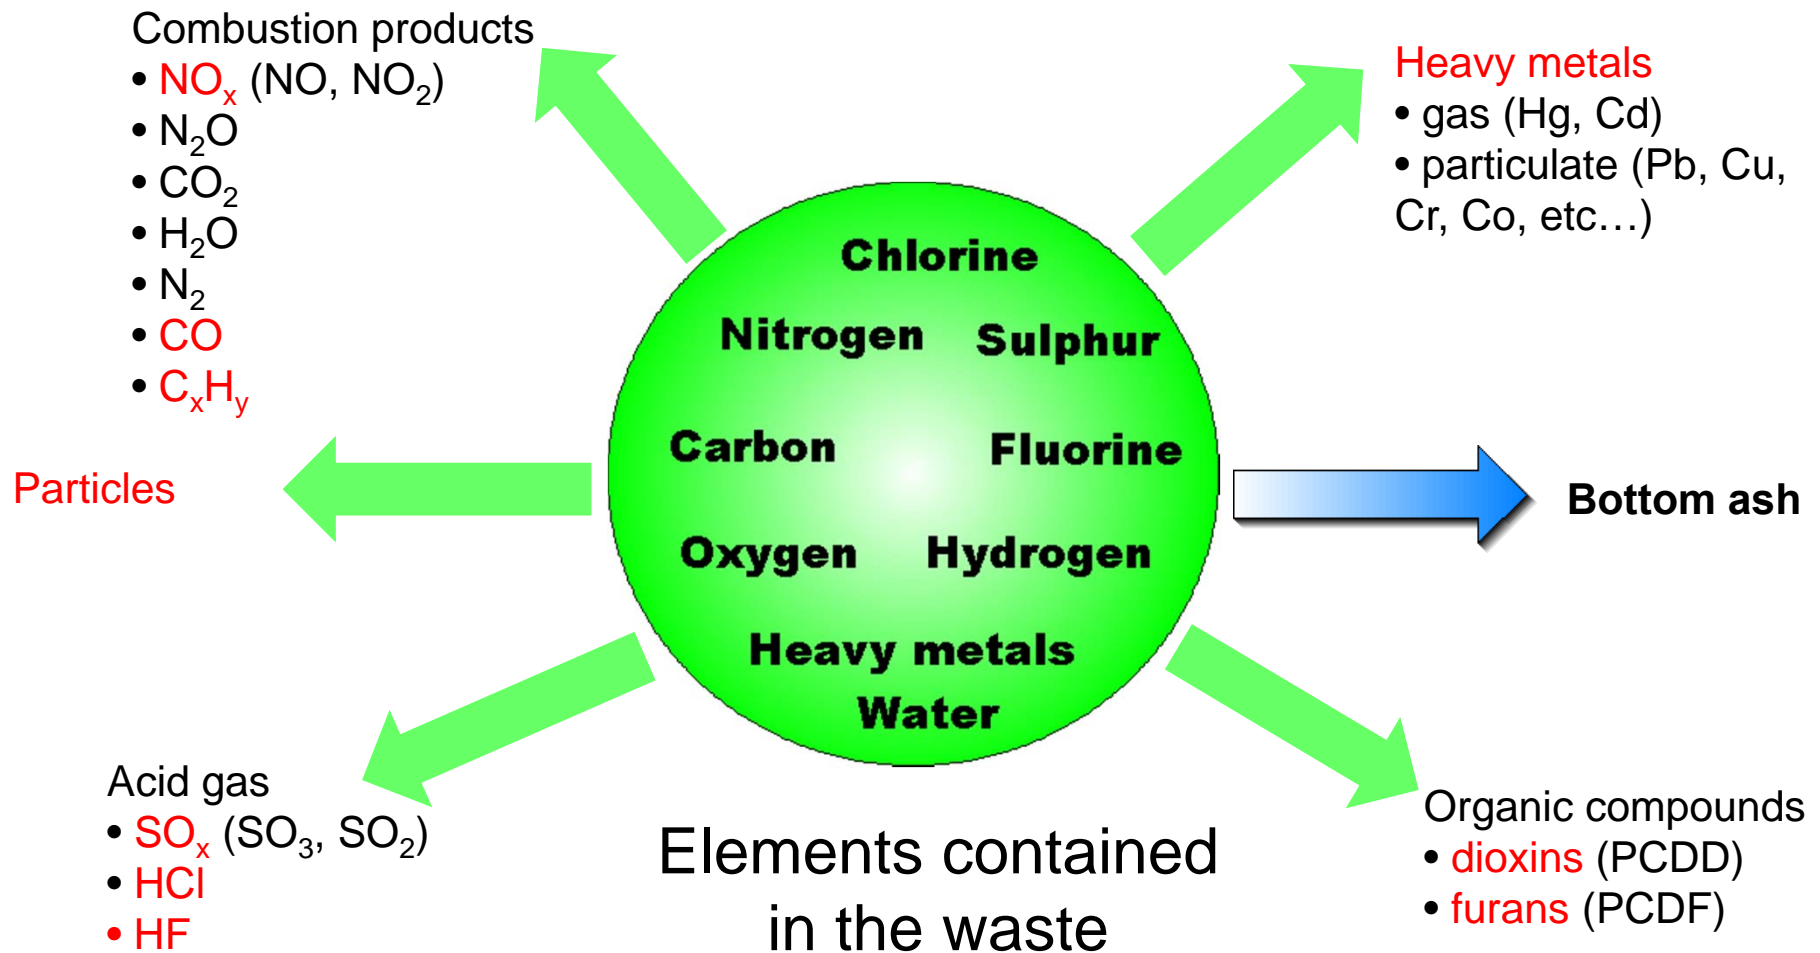 Combustion products
• NOₓ (NO, NO₂)
• N₂O
• CO₂
• H₂O
• N₂
• CO
• CₓHᵧ
Particles
Acid gas
• SOₓ (SO₃, SO₂)
• HCl
• HF
Chlorine
Nitrogen
Sulphur
Carbon
Fluorine
Oxygen
Hydrogen
Heavy metals
Water
Elements contained
in the waste
Heavy metals
• gas (Hg, Cd)
• particulate (Pb, Cu,
Cr, Co, etc…)
Bottom ash
Organic compounds
• dioxins (PCDD)
• furans (PCDF)